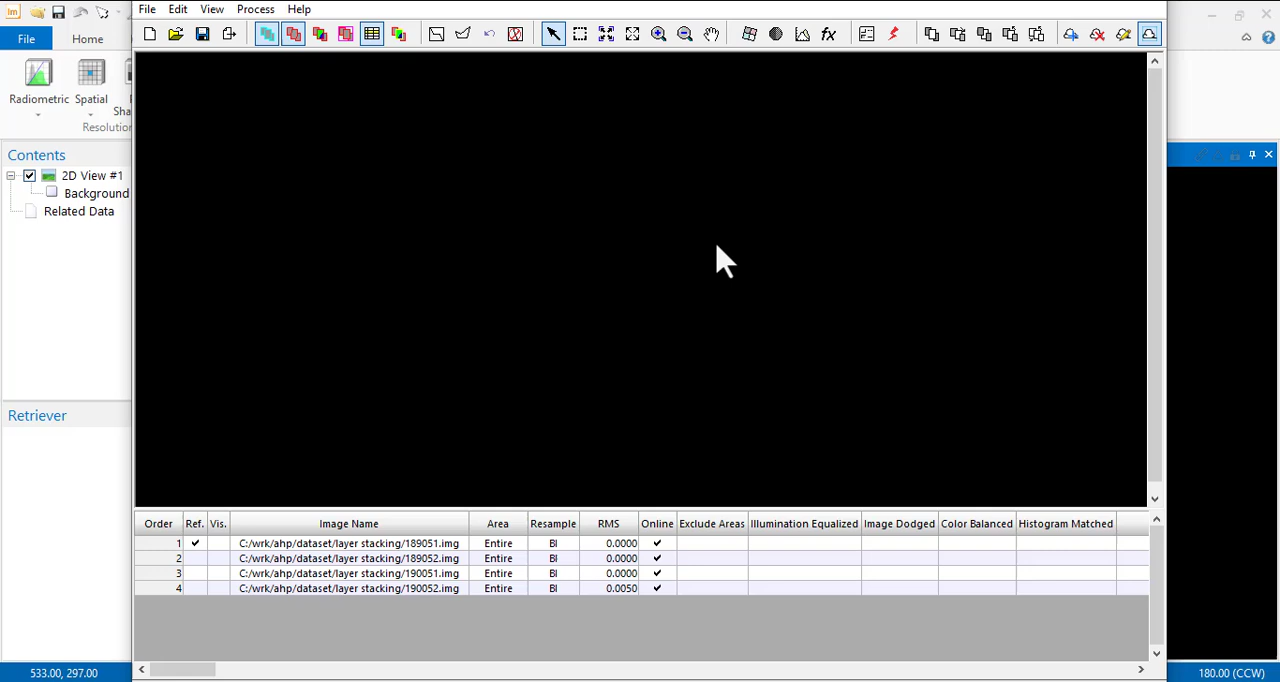 File Edit View Process Help
File Home
Radiometric Spatial
Sha
Resolution
Contents
2D View #1
Background
Related Data
Retriever
Order Ref. Vis. Image Name Area Resample RMS Online Exclude Areas Illumination Equalized Image Dodged Color Balanced Histogram Matched
1 C:/wrk/ahp/dataset/layer stacking/189051.img Entire BI 0.0000
2 C:/wrk/ahp/dataset/layer stacking/189052.img Entire BI 0.0000
3 C:/wrk/ahp/dataset/layer stacking/190051.img Entire BI 0.0000
4 C:/wrk/ahp/dataset/layer stacking/190052.img Entire BI 0.0050
533.00, 297.00 180.00 (CCW)